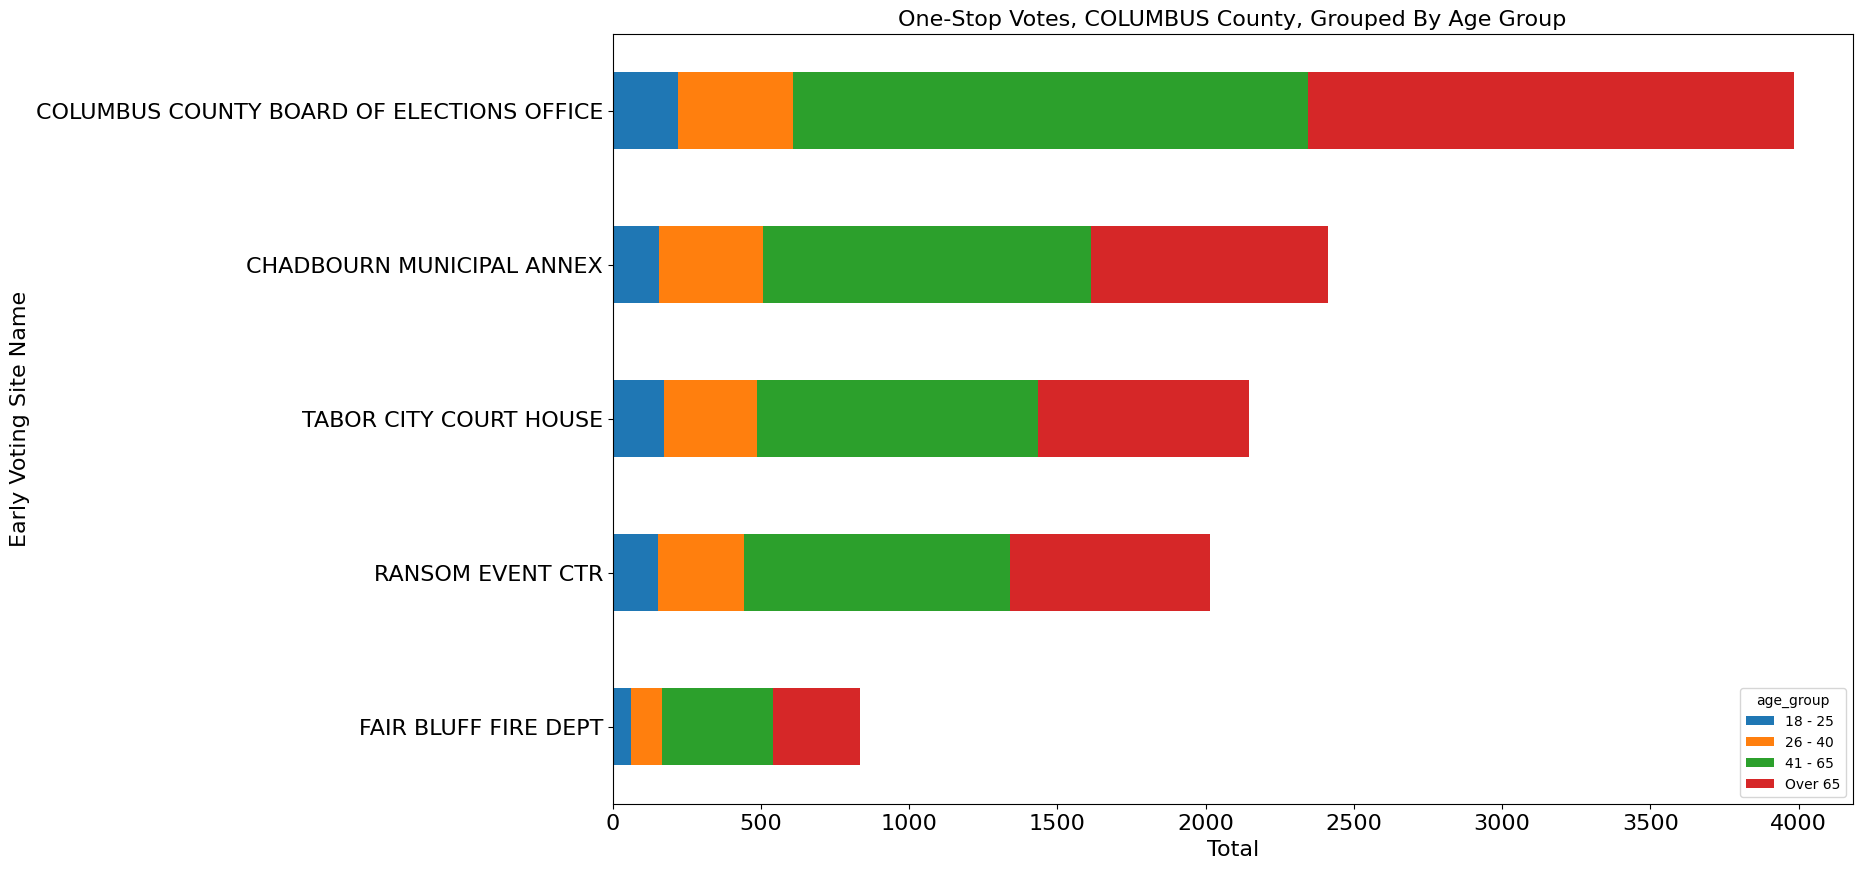 One-Stop Votes, COLUMBUS County, Grouped By Age Group
Early Voting Site Name
COLUMBUS COUNTY BOARD OF ELECTIONS OFFICE
CHADBOURN MUNICIPAL ANNEX
TABOR CITY COURT HOUSE
RANSOM EVENT CTR
FAIR BLUFF FIRE DEPT
age_group
18 - 25
26 - 40
41 - 65
Over 65
0 500 1000 1500 2000 2500 3000 3500 4000
Total